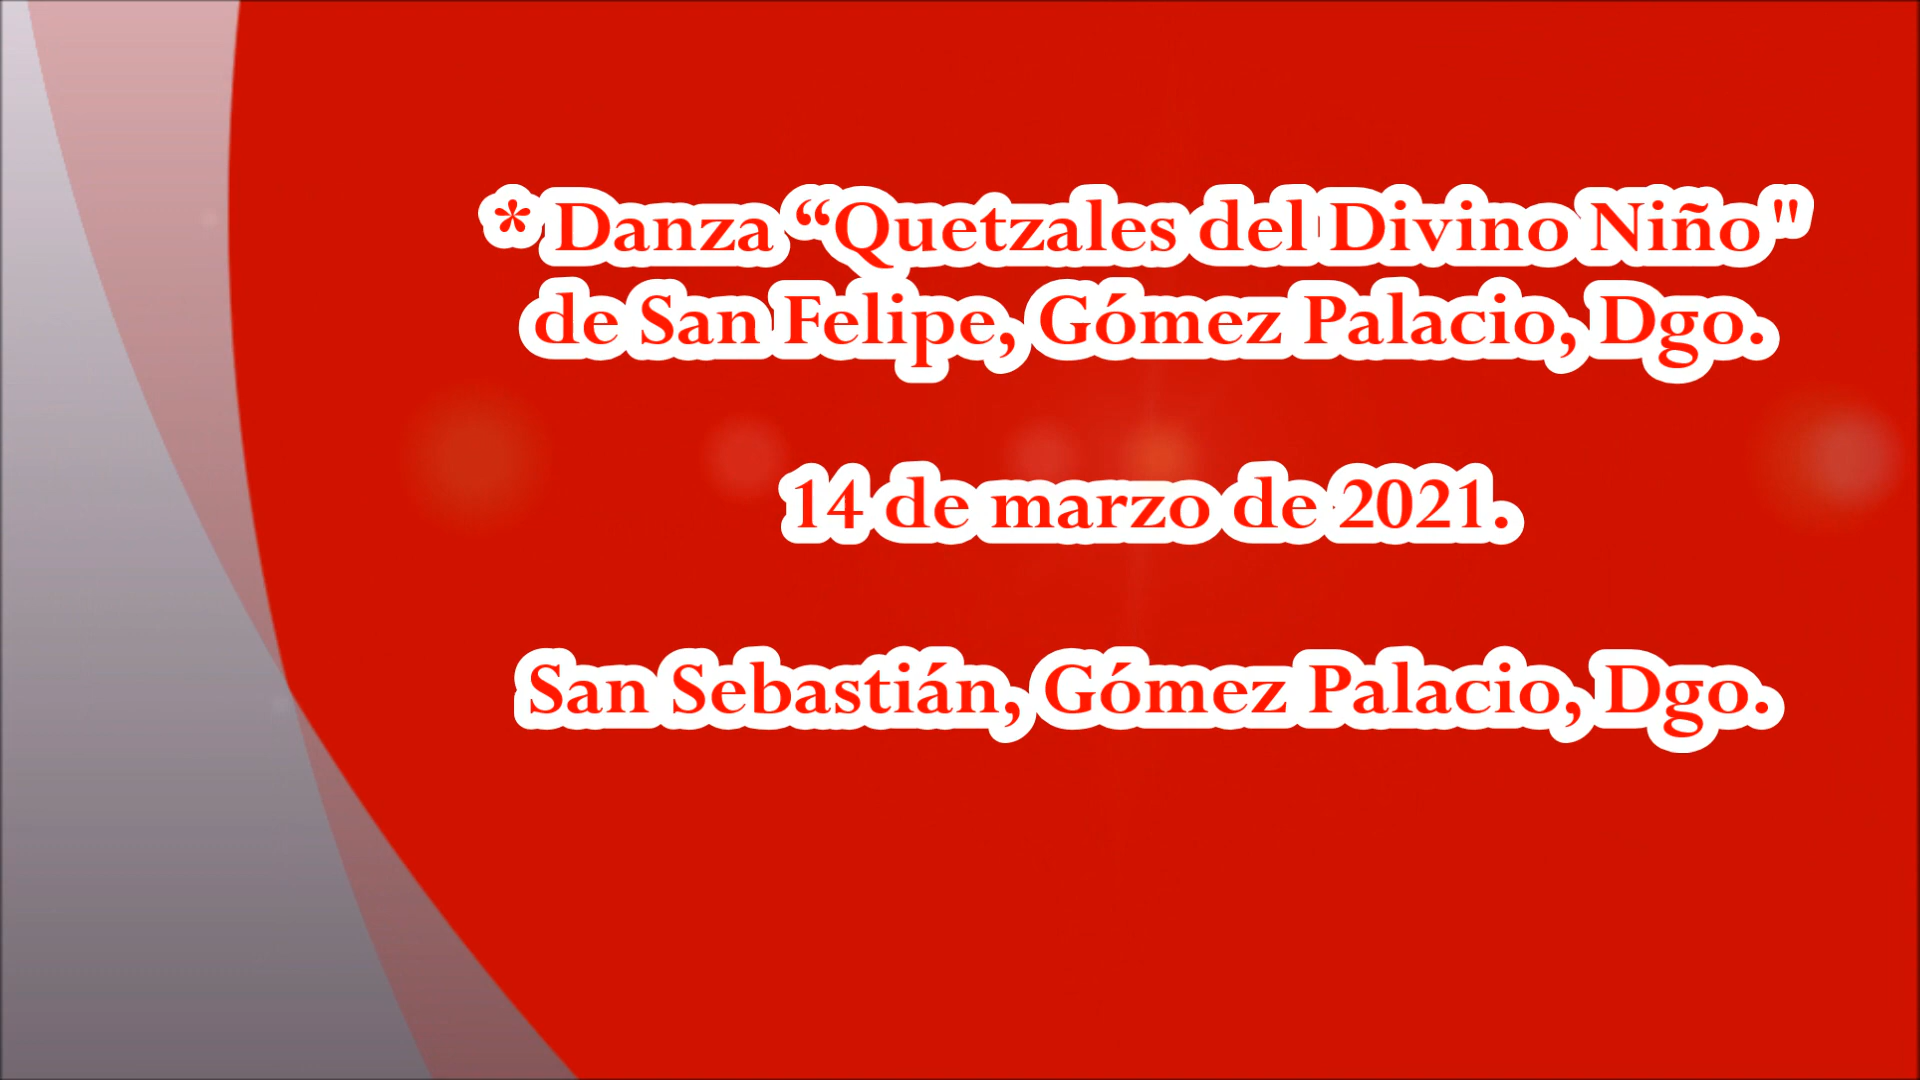 * Danza “Quetzales del Divino Niño"
de San Felipe, Gómez Palacio, Dgo.
14 de marzo de 2021.
San Sebastián, Gómez Palacio, Dgo.